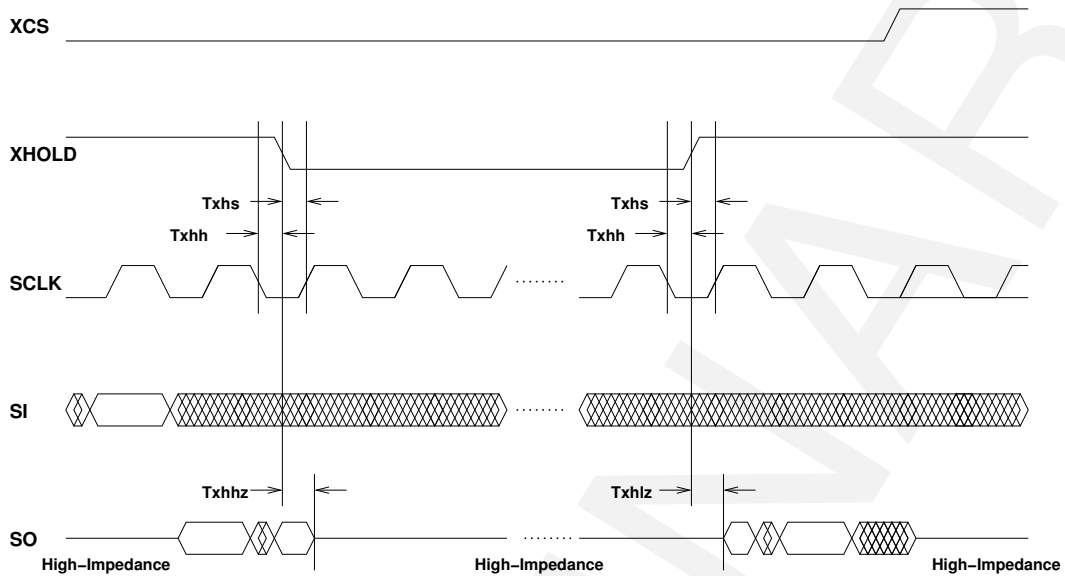 XCS
XHOLD
Txhs
Txhs
Txhh
Txhh
SCLK
SI
Txhhz
Txhlz
SO
High-Impedance
High-Impedance
High-Impedance